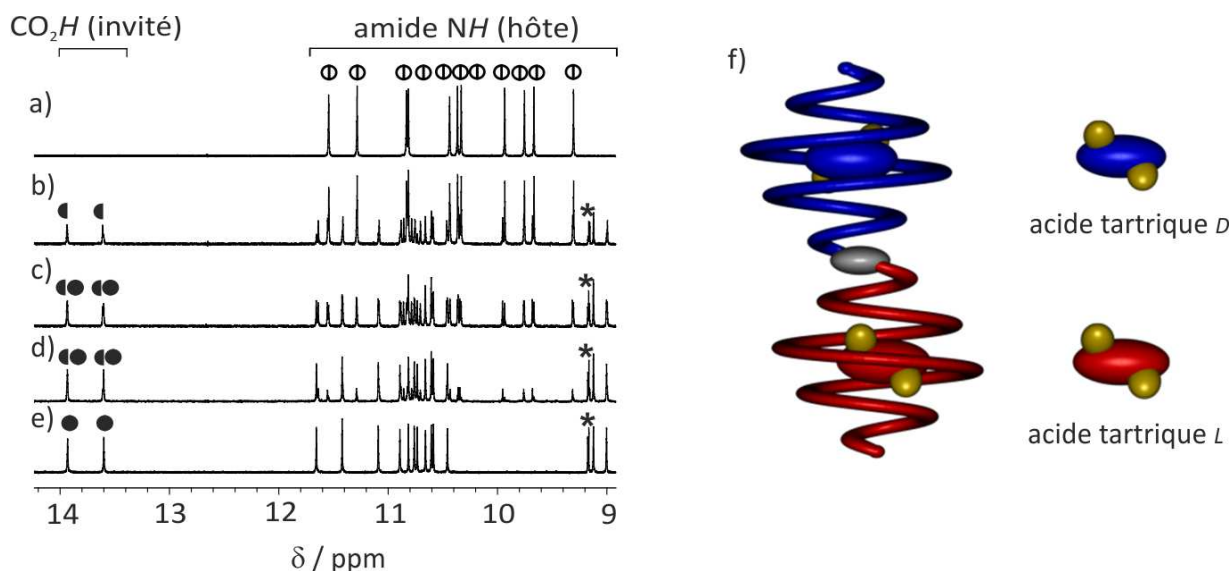 CO₂H (invité)
amide NH (hôte)
a)
b)
*
c)
*
d)
*
e)
*
14 13 12 11 10 9
δ / ppm
f)
acide tartrique D
acide tartrique L